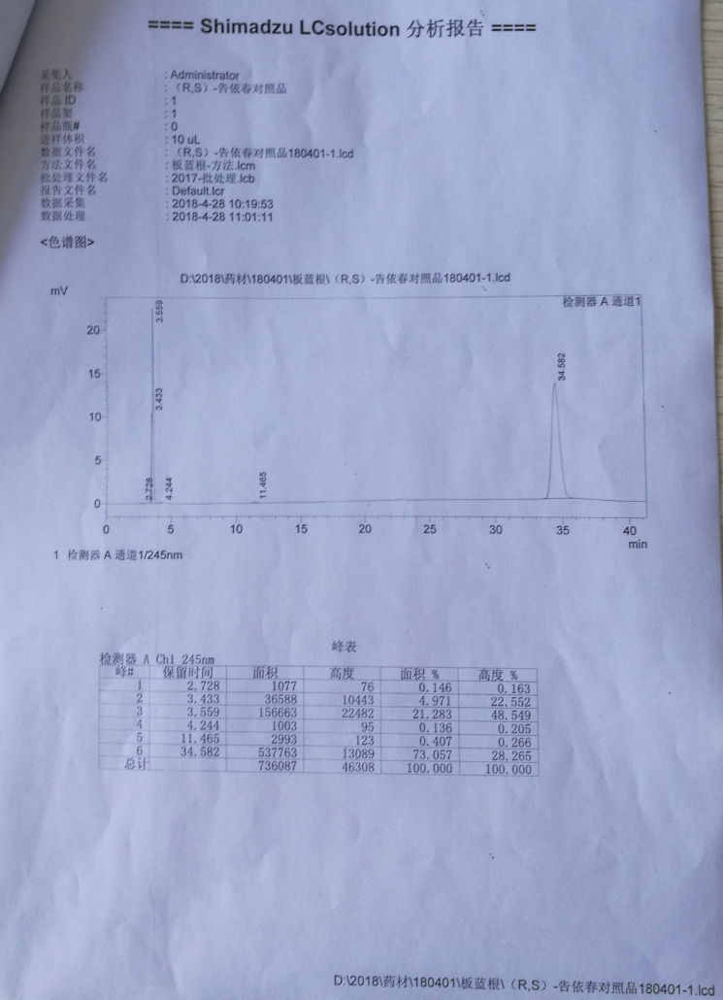 ==== Shimadzu LCsolution 分析报告 ====
采集人 : Administrator
样品名称 : （R,S）-告依春对照品
样品 ID : 1
样品架 : 1
样品瓶# : 0
进样体积 : 10 uL
数据文件名 : （R,S）-告依春对照品180401-1.lcd
方法文件名 : 板蓝根-方法.lcm
批处理文件名 : 2017-批处理.lcb
报告文件名 : Default.lcr
数据采集 : 2018-4-28 10:19:53
数据处理 : 2018-4-28 11:01:11
<色谱图>
D:\2018\药材\180401\板蓝根\（R,S）-告依春对照品180401-1.lcd
mV
检测器 A 通道1
3.559
20
34.582
15
3.433
10
5
2.728
4.244
11.465
0
0 5 10 15 20 25 30 35 40
min
1 检测器 A 通道1/245nm
峰表
检测器 A Ch1 245nm
峰# 保留时间 面积 高度 面积 % 高度 %
1 2.728 1077 76 0.146 0.163
2 3.433 36588 10443 4.971 22.552
3 3.559 156663 22482 21.283 48.549
4 4.244 1003 95 0.136 0.205
5 11.465 2993 123 0.407 0.266
6 34.582 537763 13089 73.057 28.265
总计 736087 46308 100.000 100.000
D:\2018\药材\180401\板蓝根\（R,S）-告依春对照品180401-1.lcd